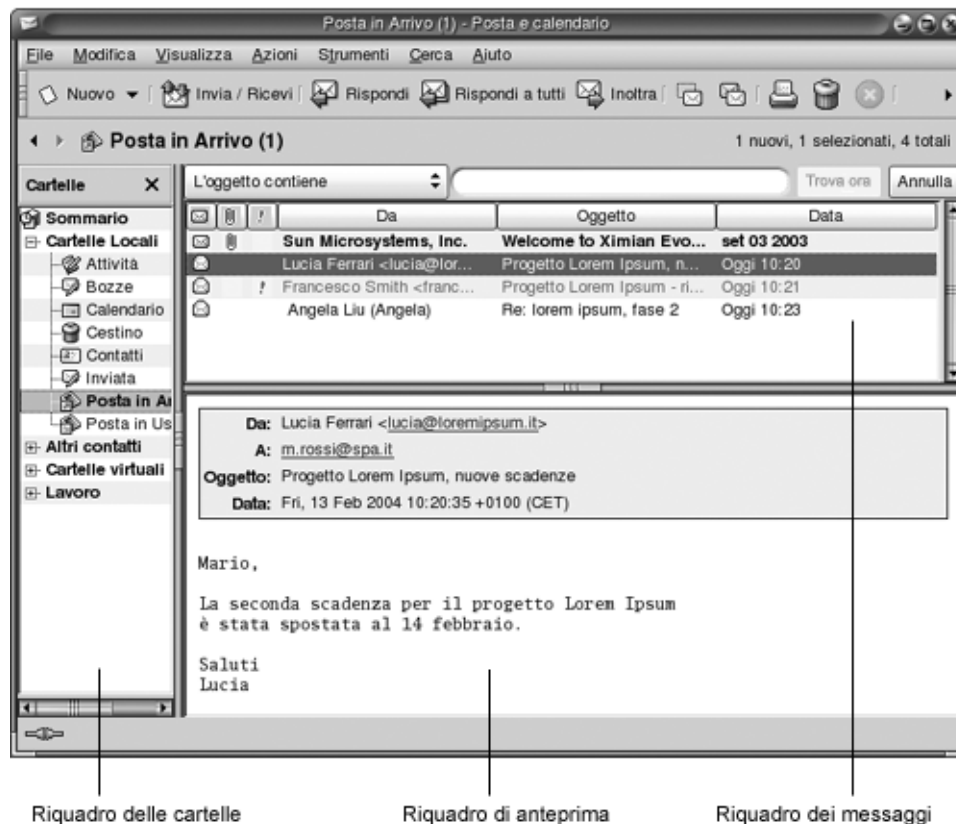 Posta in Arrivo (1) - Posta e calendario
File Modifica Visualizza Azioni Strumenti Cerca Aiuto
Nuovo Invia / Ricevi Rispondi Rispondi a tutti Inoltra
Posta in Arrivo (1)
1 nuovi, 1 selezionati, 4 totali
Cartelle X
L'oggetto contiene Trova ora Annulla
Sommario
Cartelle Locali
Attività
Bozze
Calendario
Cestino
Contatti
Inviata
Posta in Ar
Posta in Us
Altri contatti
Cartelle virtuali
Lavoro
! Da Oggetto Data
Sun Microsystems, Inc. Welcome to Ximian Evo... set 03 2003
Lucia Ferrari <lucia@lor... Progetto Lorem Ipsum, n... Oggi 10:20
! Francesco Smith <franc... Progetto Lorem Ipsum - ri... Oggi 10:21
Angela Liu (Angela) Re: lorem ipsum, fase 2 Oggi 10:23
Da: Lucia Ferrari <lucia@loremipsum.it>
A: m.rossi@spa.it
Oggetto: Progetto Lorem Ipsum, nuove scadenze
Data: Fri, 13 Feb 2004 10:20:35 +0100 (CET)
Mario,
La seconda scadenza per il progetto Lorem Ipsum
è stata spostata al 14 febbraio.
Saluti
Lucia
Riquadro delle cartelle
Riquadro di anteprima
Riquadro dei messaggi